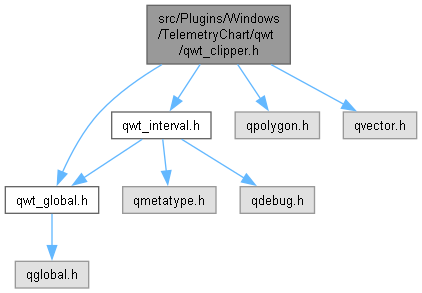 src/Plugins/Windows
/TelemetryChart/qwt
/qwt_clipper.h
qwt_interval.h
qpolygon.h
qvector.h
qwt_global.h
qmetatype.h
qdebug.h
qglobal.h